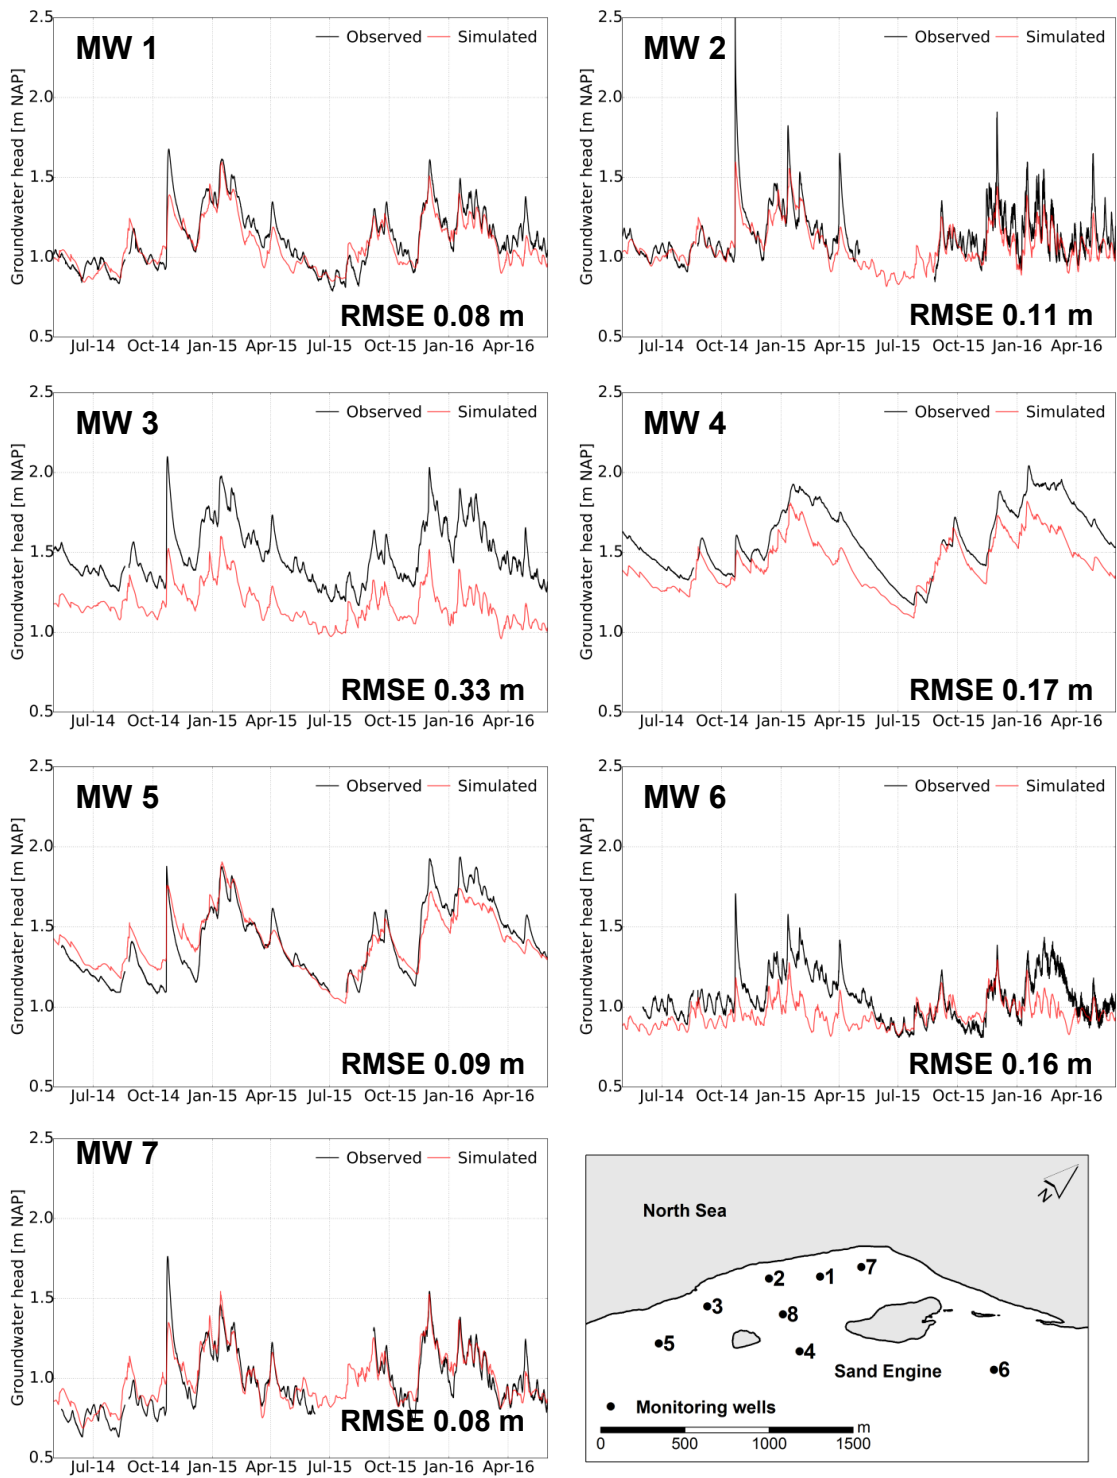 MW 1
Observed Simulated
Groundwater head [m NAP]
2.5
2.0
1.5
1.0
0.5
RMSE 0.08 m
Jul-14 Oct-14 Jan-15 Apr-15 Jul-15 Oct-15 Jan-16 Apr-16
MW 2
Observed Simulated
Groundwater head [m NAP]
2.5
2.0
1.5
1.0
0.5
RMSE 0.11 m
Jul-14 Oct-14 Jan-15 Apr-15 Jul-15 Oct-15 Jan-16 Apr-16
MW 3
Observed Simulated
Groundwater head [m NAP]
2.5
2.0
1.5
1.0
0.5
RMSE 0.33 m
Jul-14 Oct-14 Jan-15 Apr-15 Jul-15 Oct-15 Jan-16 Apr-16
MW 4
Observed Simulated
Groundwater head [m NAP]
2.5
2.0
1.5
1.0
0.5
RMSE 0.17 m
Jul-14 Oct-14 Jan-15 Apr-15 Jul-15 Oct-15 Jan-16 Apr-16
MW 5
Observed Simulated
Groundwater head [m NAP]
2.5
2.0
1.5
1.0
0.5
RMSE 0.09 m
Jul-14 Oct-14 Jan-15 Apr-15 Jul-15 Oct-15 Jan-16 Apr-16
MW 6
Observed Simulated
Groundwater head [m NAP]
2.5
2.0
1.5
1.0
0.5
RMSE 0.16 m
Jul-14 Oct-14 Jan-15 Apr-15 Jul-15 Oct-15 Jan-16 Apr-16
MW 7
Observed Simulated
Groundwater head [m NAP]
2.5
2.0
1.5
1.0
0.5
RMSE 0.08 m
Jul-14 Oct-14 Jan-15 Apr-15 Jul-15 Oct-15 Jan-16 Apr-16
N
North Sea
7
1
2
3
8
5
4
6
Sand Engine
Monitoring wells
m
0 500 1000 1500